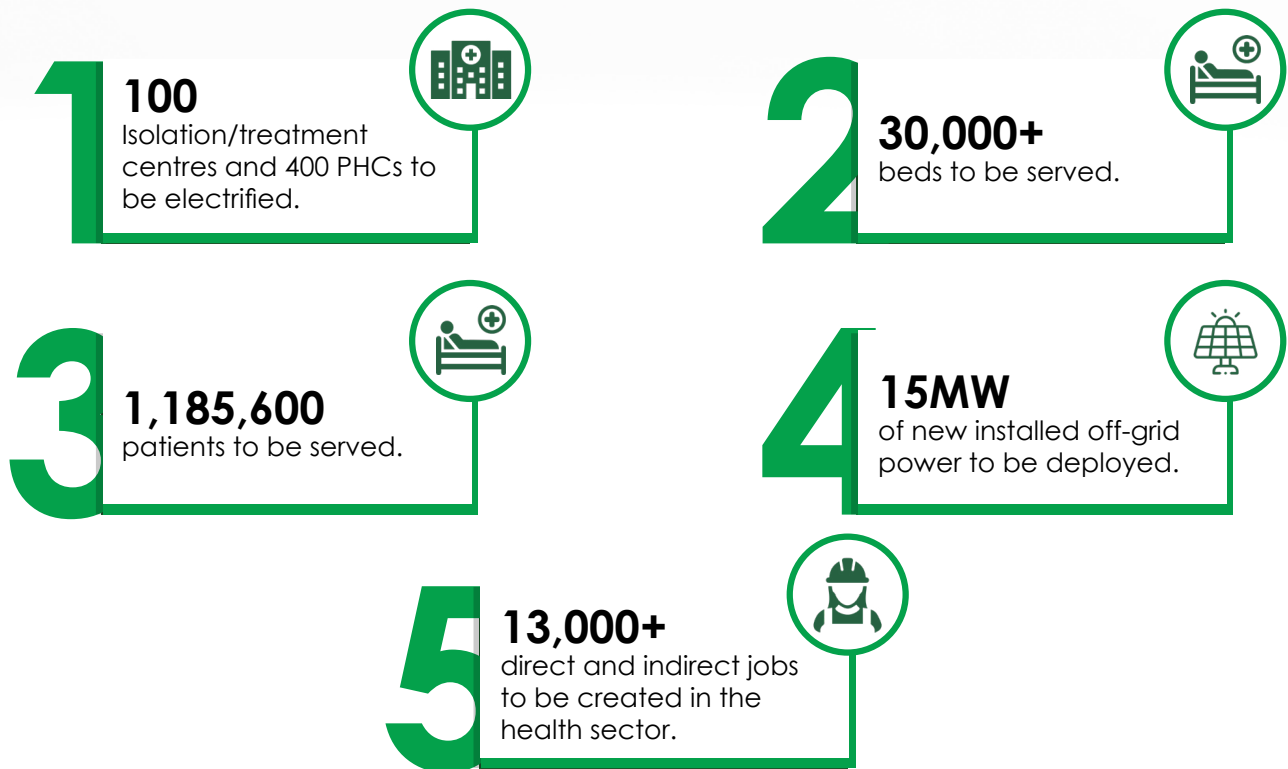 1
100
Isolation/treatment
centres and 400 PHCs to
be electrified.
2
30,000+
beds to be served.
3
1,185,600
patients to be served.
4
15MW
of new installed off-grid
power to be deployed.
5
13,000+
direct and indirect jobs
to be created in the
health sector.